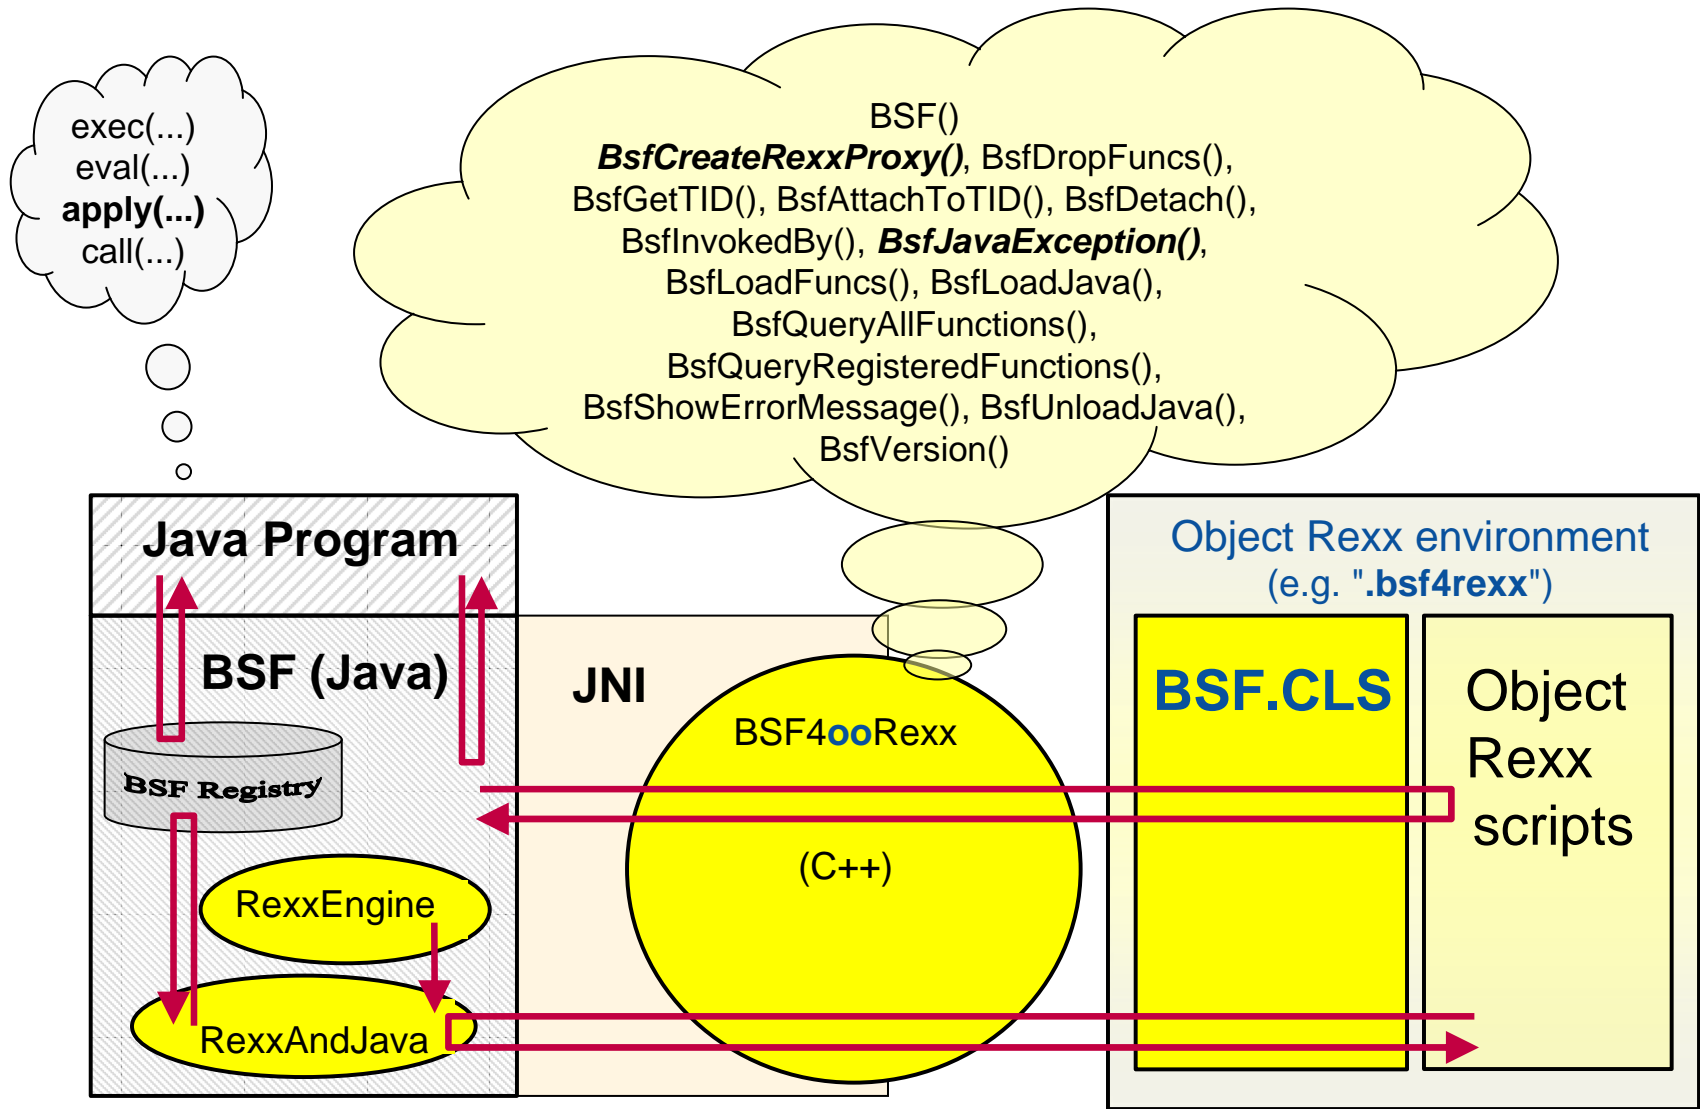 exec(...)
eval(...)
apply(...)
call(...)
BSF()
BsfCreateRexxProxy(), BsfDropFuncs(),
BsfGetTID(), BsfAttachToTID(), BsfDetach(),
BsfInvokedBy(), BsfJavaException(),
BsfLoadFuncs(), BsfLoadJava(),
BsfQueryAllFunctions(),
BsfQueryRegisteredFunctions(),
BsfShowErrorMessage(), BsfUnloadJava(),
BsfVersion()
Java Program
BSF (Java)
BSF Registry
RexxEngine
RexxAndJava
JNI
BSF4ooRexx
(C++)
Object Rexx environment
(e.g. ".bsf4rexx")
BSF.CLS
Object
Rexx
scripts